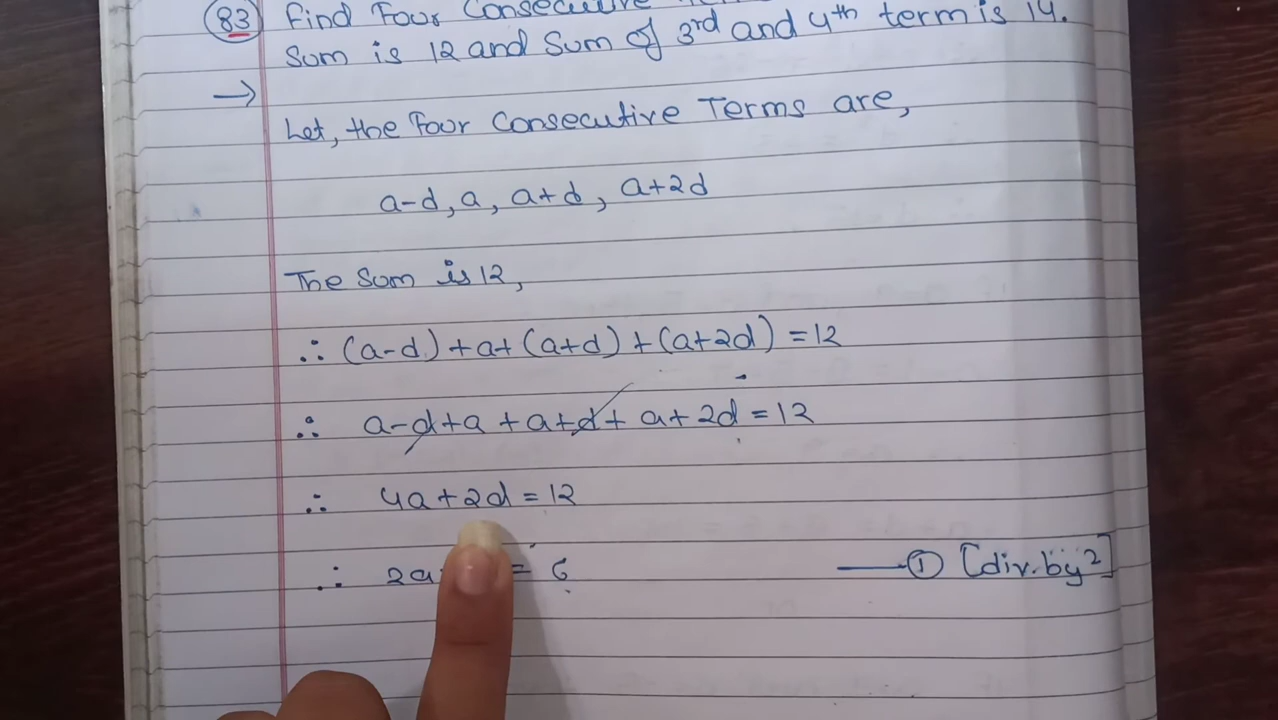 83 Find Four Consecutive
Sum is 12 and Sum of 3rd and 4th term is 14.
→
Let, the Four Consecutive Terms are,
a-d, a, a+d, a+2d
The Sum is 12,
∴ (a-d)+a+(a+d)+(a+2d)=12
∴ a-d+a+a+d+a+2d=12
∴ 4a+2d=12
∴ 2a = 6 ——① [div. by 2]